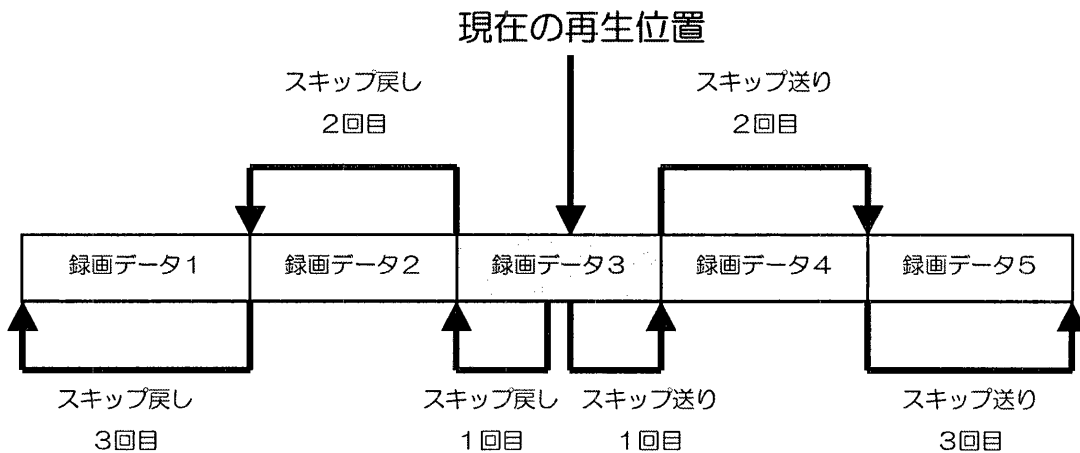 現在の再生位置
スキップ戻し
2回目
スキップ送り
2回目
録画データ1
録画データ2
録画データ3
録画データ4
録画データ5
スキップ戻し
3回目
スキップ戻し
1回目
スキップ送り
1回目
スキップ送り
3回目